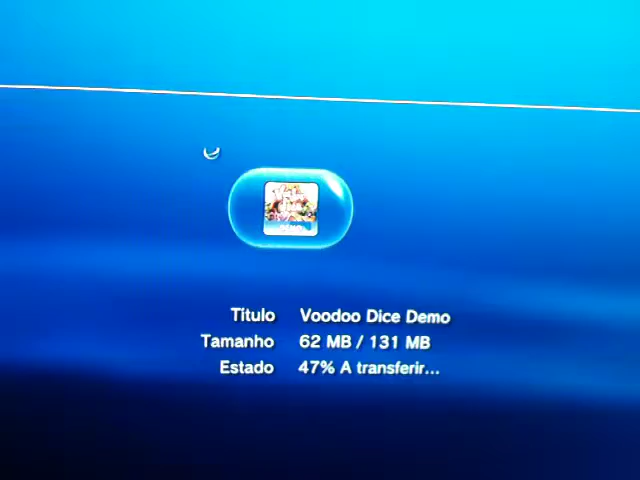 Título Voodoo Dice Demo
Tamanho 62 MB / 131 MB
Estado 47% A transferir...